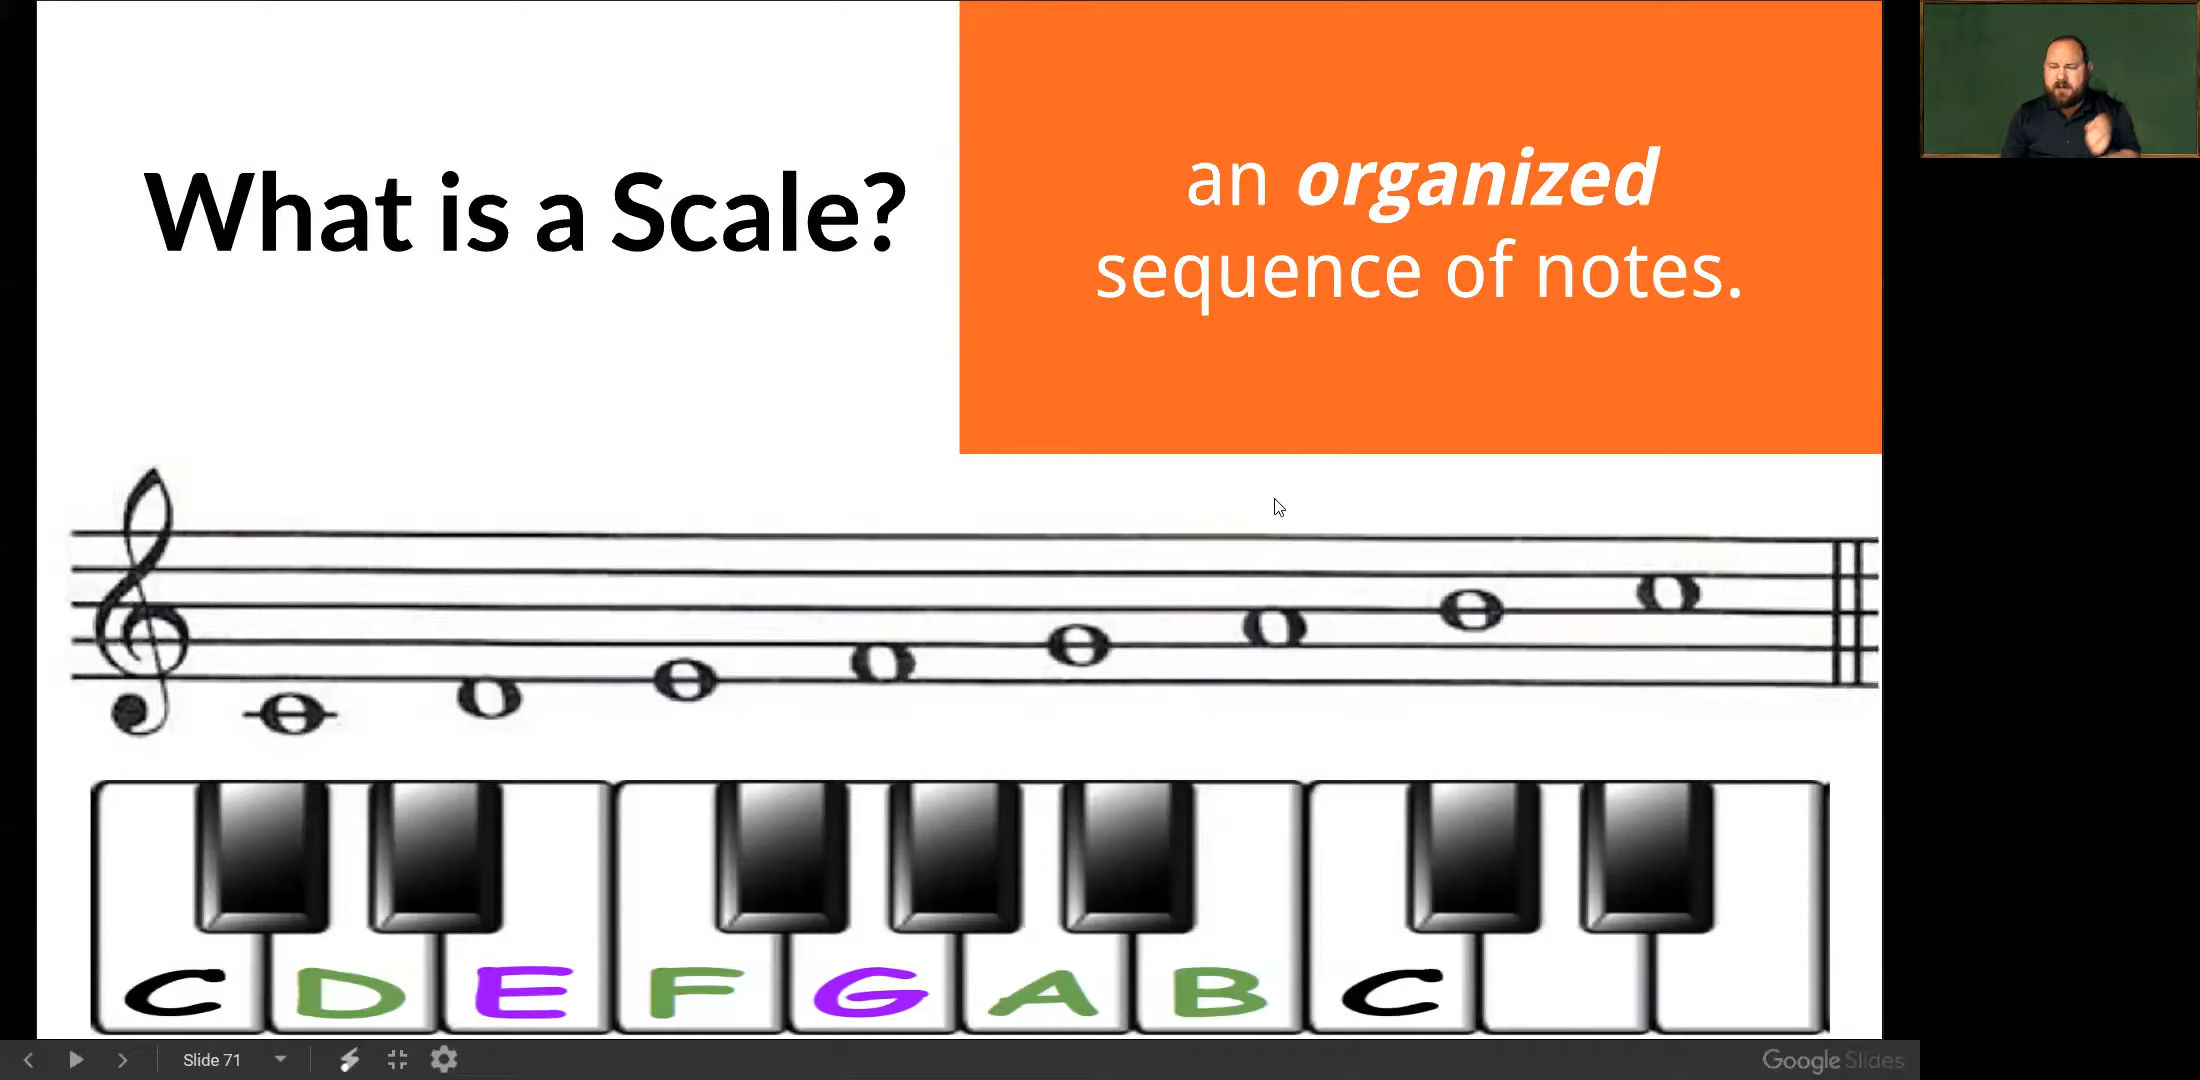 What is a Scale?
an organized
sequence of notes.
C D E F G A B C
Slide 71
Google Slides